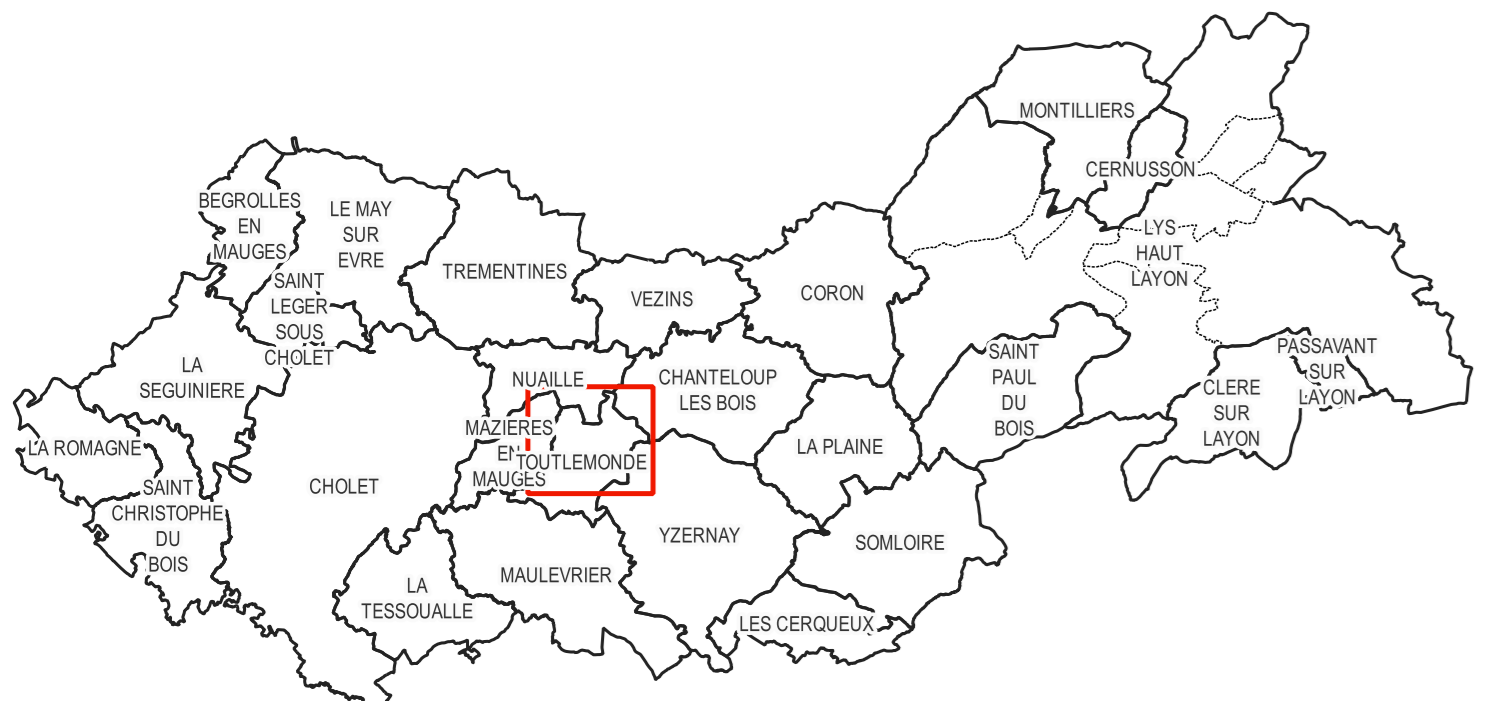 MONTILLIERS
CERNUSSON
BEGROLLES
EN
MAUGES
LE MAY
SUR
EVRE
LYS
HAUT
LAYON
TREMENTINES
SAINT
LEGER
SOUS
CHOLET
VEZINS
CORON
LA
SEGUINIERE
NUAILLE
CHANTELOUP
LES BOIS
SAINT
PAUL
DU
BOIS
PASSAVANT
SUR
LAYON
CLERE
SUR
LAYON
MAZIERES
EN
MAUGES
TOUTLEMONDE
LA PLAINE
LA ROMAGNE
CHOLET
SAINT
CHRISTOPHE
DU
BOIS
YZERNAY
SOMLOIRE
MAULEVRIER
LA
TESSOUALLE
LES CERQUEUX